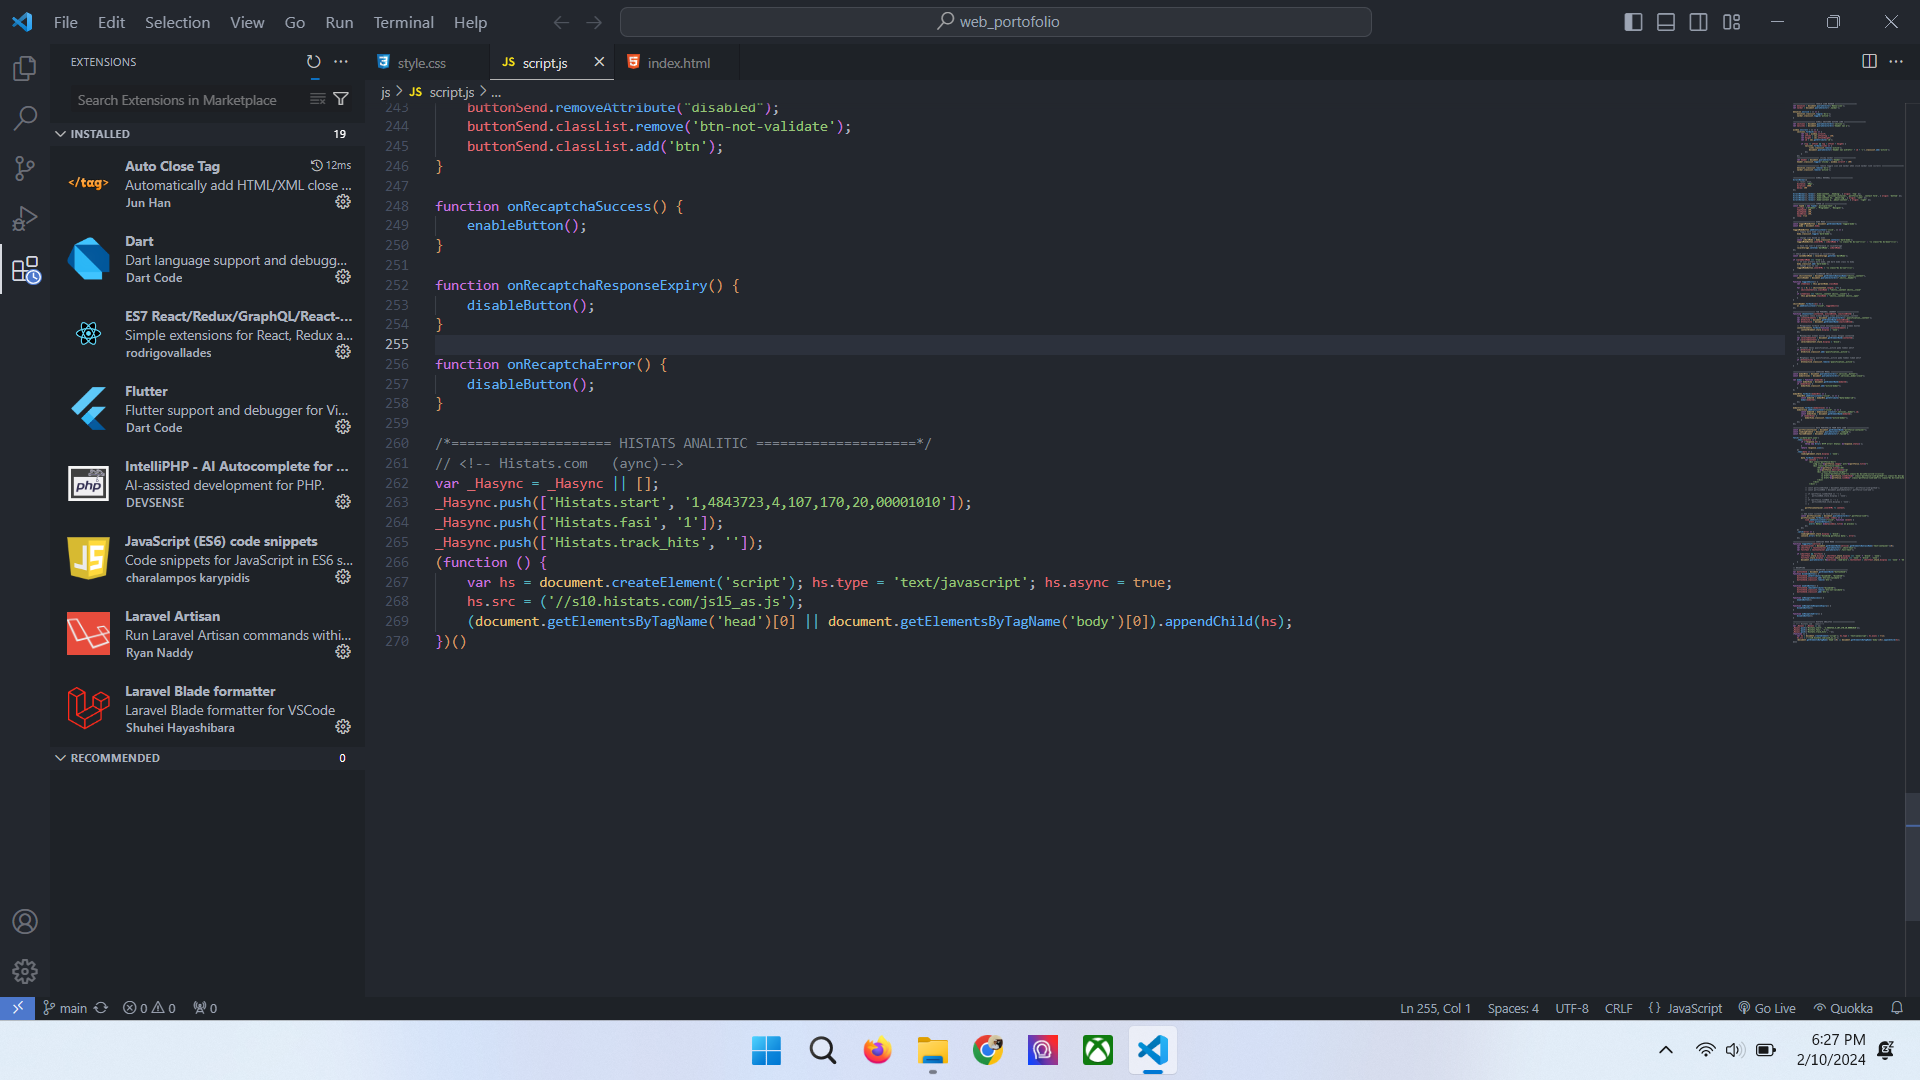 File Edit Selection View Go Run Terminal Help
web_portofolio
EXTENSIONS
Search Extensions in Marketplace
INSTALLED 19
Auto Close Tag 12ms
Automatically add HTML/XML close ...
Jun Han
Dart
Dart language support and debugg...
Dart Code
ES7 React/Redux/GraphQL/React-...
Simple extensions for React, Redux a...
rodrigovallades
Flutter
Flutter support and debugger for Vi...
Dart Code
IntelliPHP - AI Autocomplete for ...
AI-assisted development for PHP.
DEVSENSE
JavaScript (ES6) code snippets
Code snippets for JavaScript in ES6 s...
charalampos karypidis
Laravel Artisan
Run Laravel Artisan commands withi...
Ryan Naddy
Laravel Blade formatter
Laravel Blade formatter for VSCode
Shuhei Hayashibara
RECOMMENDED 0
style.css
JS script.js
index.html
js > JS script.js > ...
243 buttonSend.removeAttribute("disabled");
244 buttonSend.classList.remove('btn-not-validate');
245 buttonSend.classList.add('btn');
246 }
247
248 function onRecaptchaSuccess() {
249 enableButton();
250 }
251
252 function onRecaptchaResponseExpiry() {
253 disableButton();
254 }
255
256 function onRecaptchaError() {
257 disableButton();
258 }
259
260 /*==================== HISTATS ANALITIC ====================*/
261 // <!-- Histats.com (aync)-->
262 var _Hasync = _Hasync || [];
263 _Hasync.push(['Histats.start', '1,4843723,4,107,170,20,00001010']);
264 _Hasync.push(['Histats.fasi', '1']);
265 _Hasync.push(['Histats.track_hits', '']);
266 (function () {
267 var hs = document.createElement('script'); hs.type = 'text/javascript'; hs.async = true;
268 hs.src = ('//s10.histats.com/js15_as.js');
269 (document.getElementsByTagName('head')[0] || document.getElementsByTagName('body')[0]).appendChild(hs);
270 })()
main 0 0 0
Ln 255, Col 1 Spaces: 4 UTF-8 CRLF { } JavaScript Go Live Quokka
6:27 PM
2/10/2024